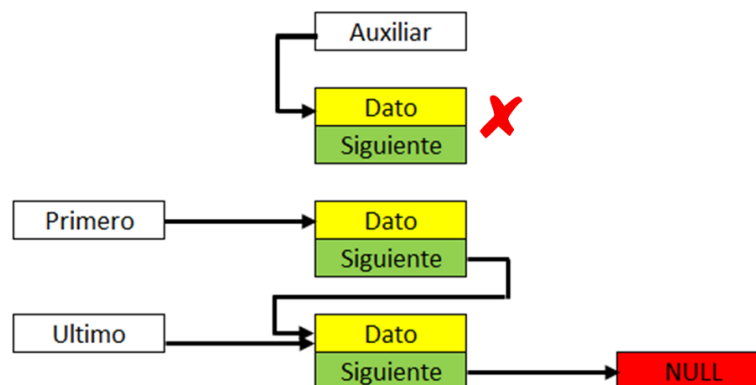 Auxiliar
Dato
Siguiente
Primero
Dato
Siguiente
Ultimo
Dato
Siguiente
NULL